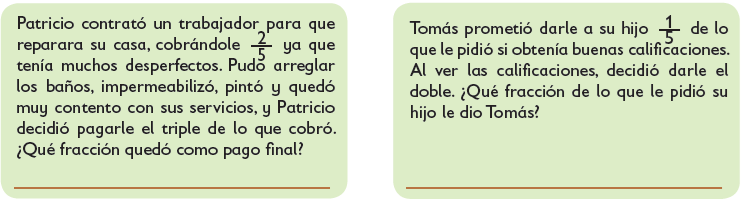 Patricio contrató un trabajador para que
reparara su casa, cobrándole 2/5 ya que
tenía muchos desperfectos. Pudo arreglar
los baños, impermeabilizó, pintó y quedó
muy contento con sus servicios, y Patricio
decidió pagarle el triple de lo que cobró.
¿Qué fracción quedó como pago final?
Tomás prometió darle a su hijo 1/5 de lo
que le pidió si obtenía buenas calificaciones.
Al ver las calificaciones, decidió darle el
doble. ¿Qué fracción de lo que le pidió su
hijo le dio Tomás?